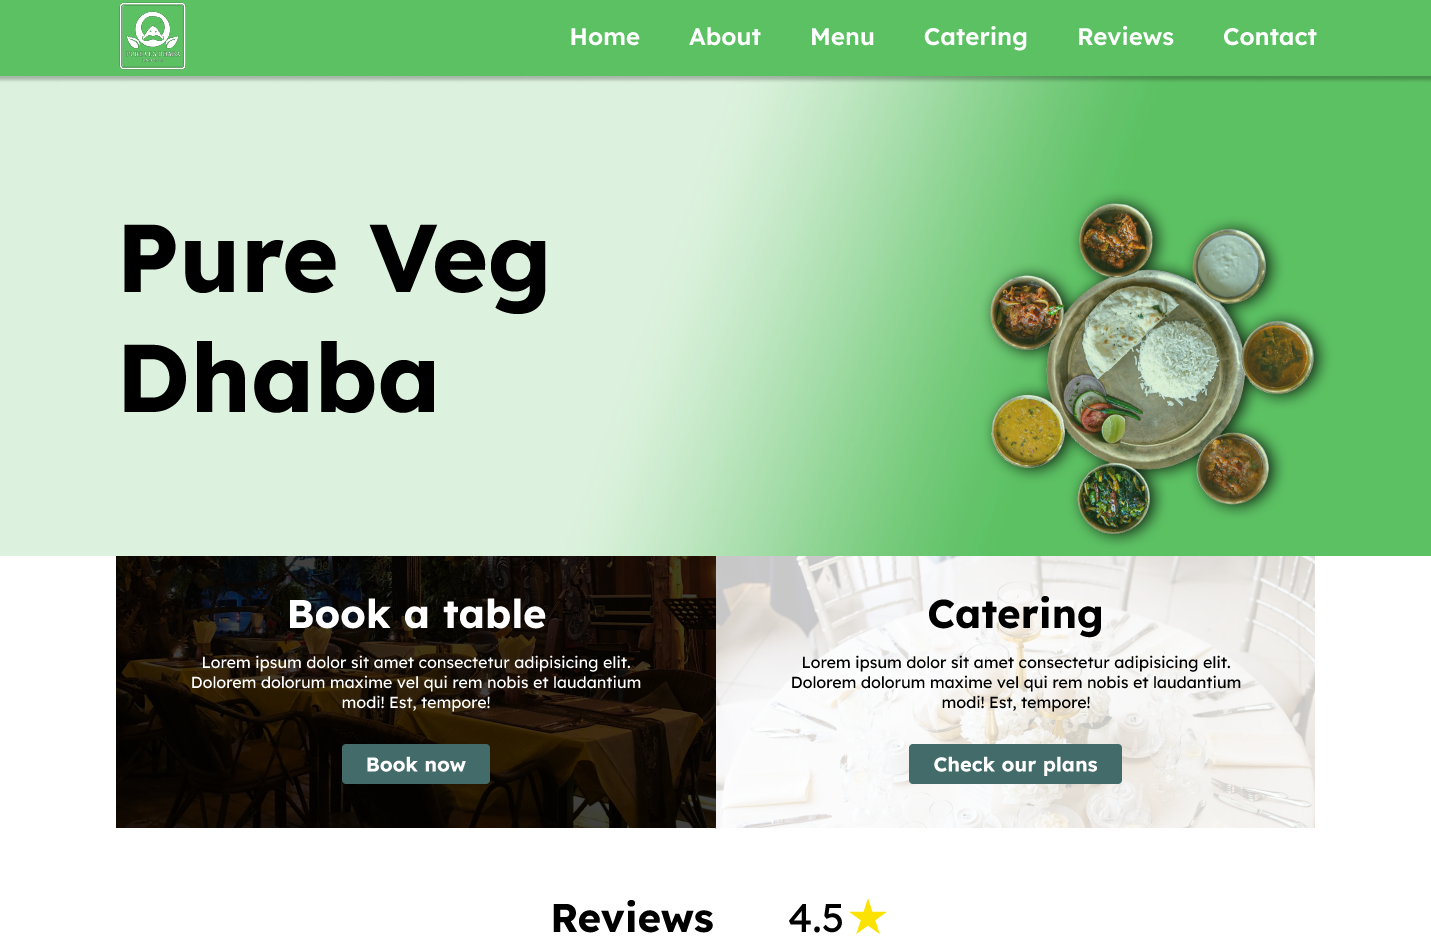 Home About Menu Catering Reviews Contact
Pure Veg
Dhaba
Book a table
Lorem ipsum dolor sit amet consectetur adipisicing elit.
Dolorem dolorum maxime vel qui rem nobis et laudantium
modi! Est, tempore!
Book now
Catering
Lorem ipsum dolor sit amet consectetur adipisicing elit.
Dolorem dolorum maxime vel qui rem nobis et laudantium
modi! Est, tempore!
Check our plans
Reviews 4.5